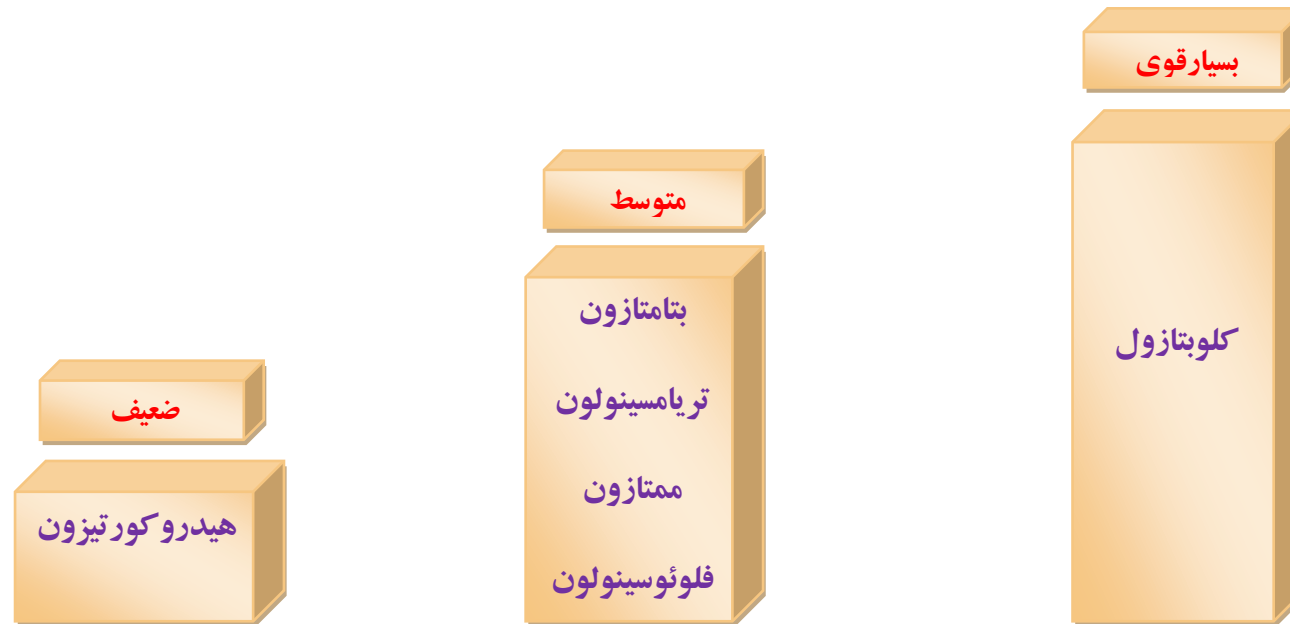 بسیارقوی
کلوبتازول
متوسط
بتامتازون
تریامسینولون
ممتازون
فلوئوسینولون
ضعیف
هیدروکورتیزون